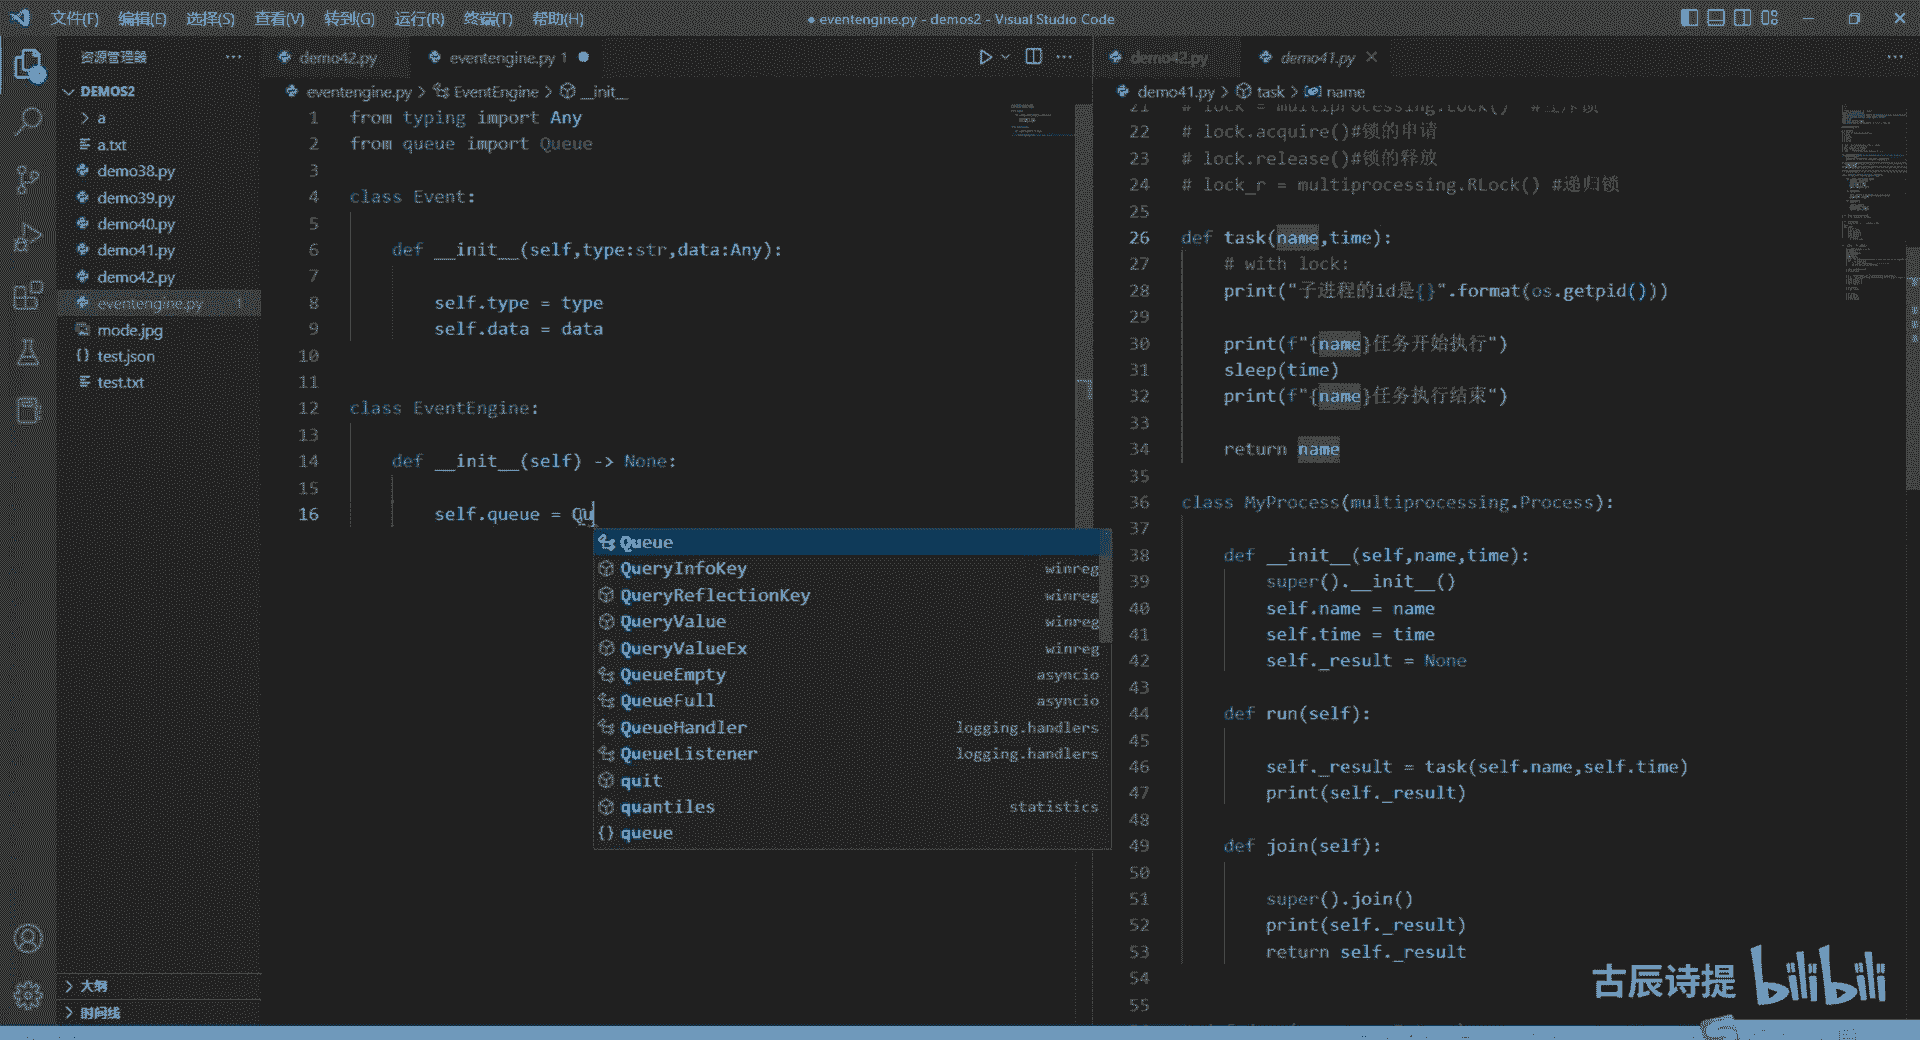 文件(F) 编辑(E) 选择(S) 查看(V) 转到(G) 运行(R) 终端(T) 帮助(H)
● eventengine.py - demos2 - Visual Studio Code
资源管理器
DEMOS2
a
a.txt
demo38.py
demo39.py
demo40.py
demo41.py
demo42.py
eventengine.py 1
mode.jpg
test.json
test.txt
大纲
时间线
demo42.py
eventengine.py 1
eventengine.py > EventEngine > __init__
1 from typing import Any
2 from queue import Queue
3
4 class Event:
5
6 def __init__(self,type:str,data:Any):
7
8 self.type = type
9 self.data = data
10
11
12 class EventEngine:
13
14 def __init__(self) -> None:
15
16 self.queue = Qu
Queue
QueryInfoKey winreg
QueryReflectionKey winreg
QueryValue winreg
QueryValueEx winreg
QueueEmpty asyncio
QueueFull asyncio
QueueHandler logging.handlers
QueueListener logging.handlers
quit
quantiles statistics
queue
demo42.py
demo41.py
demo41.py > task > name
21 # lock = multiprocessing.Lock()
22 # lock.acquire()#锁的申请
23 # lock.release()#锁的释放
24 # lock_r = multiprocessing.RLock() #递归锁
25
26 def task(name,time):
27 # with lock:
28 print("子进程的id是{}".format(os.getpid()))
29
30 print(f"{name}任务开始执行")
31 sleep(time)
32 print(f"{name}任务执行结束")
33
34 return name
35
36 class MyProcess(multiprocessing.Process):
37
38 def __init__(self,name,time):
39 super().__init__()
40 self.name = name
41 self.time = time
42 self._result = None
43
44 def run(self):
45
46 self._result = task(self.name,self.time)
47 print(self._result)
48
49 def join(self):
50
51 super().join()
52 print(self._result)
53 return self._result
54
55
古辰诗提 bilibili